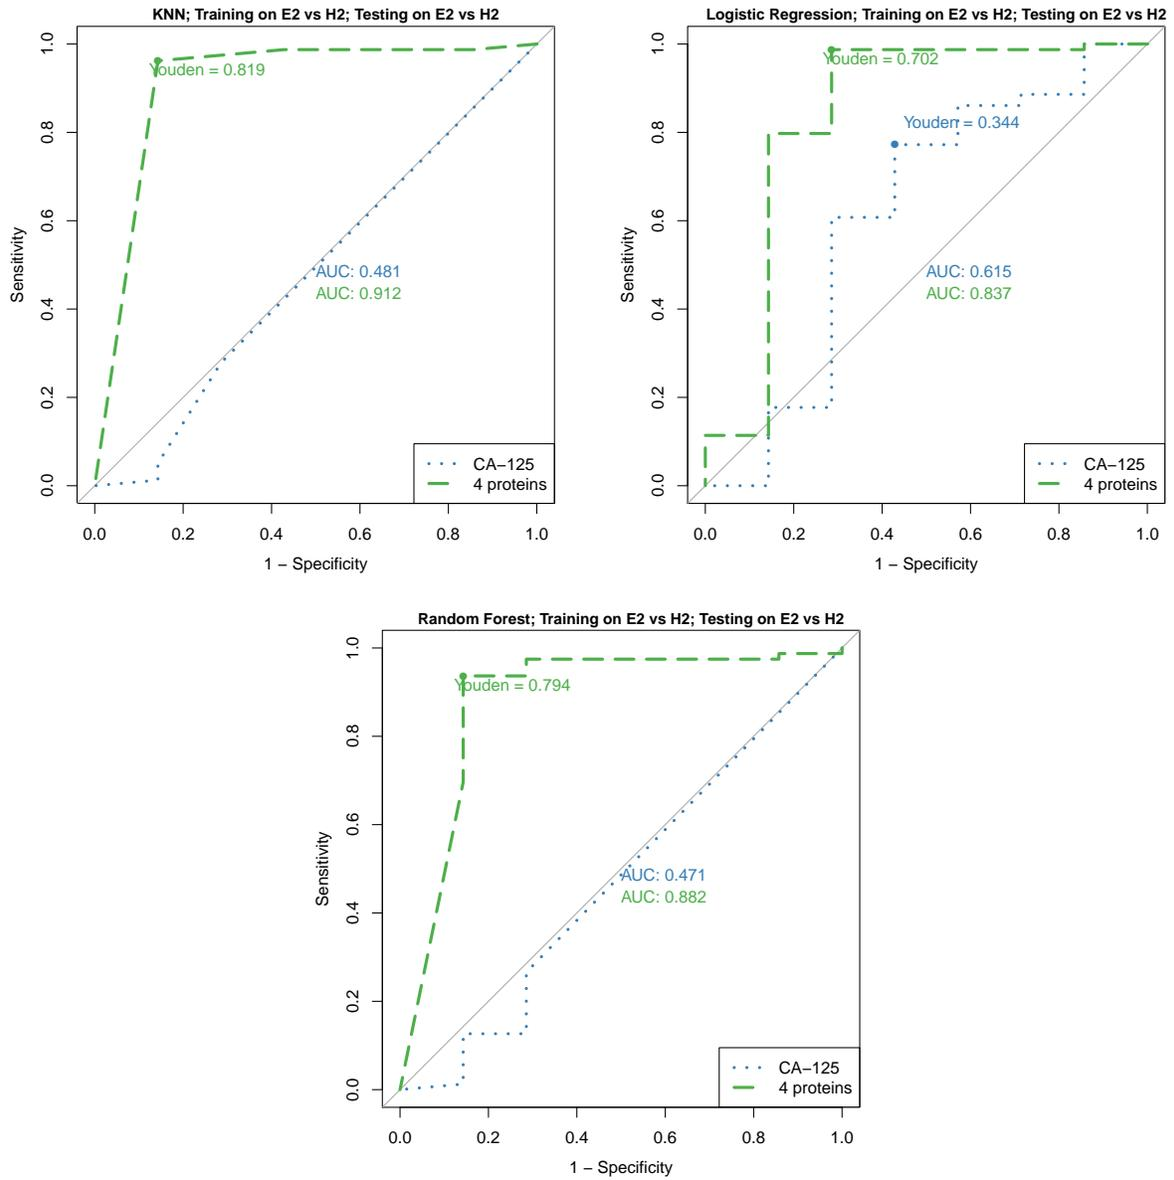 KNN; Training on E2 vs H2; Testing on E2 vs H2
1.0
0.8
0.6
0.4
0.2
0.0
Sensitivity
Youden = 0.819
AUC: 0.481
AUC: 0.912
CA−125
4 proteins
0.0 0.2 0.4 0.6 0.8 1.0
1 − Specificity
Logistic Regression; Training on E2 vs H2; Testing on E2 vs H2
1.0
0.8
0.6
0.4
0.2
0.0
Sensitivity
Youden = 0.702
Youden = 0.344
AUC: 0.615
AUC: 0.837
CA−125
4 proteins
0.0 0.2 0.4 0.6 0.8 1.0
1 − Specificity
Random Forest; Training on E2 vs H2; Testing on E2 vs H2
1.0
0.8
0.6
0.4
0.2
0.0
Sensitivity
Youden = 0.794
AUC: 0.471
AUC: 0.882
CA−125
4 proteins
0.0 0.2 0.4 0.6 0.8 1.0
1 − Specificity